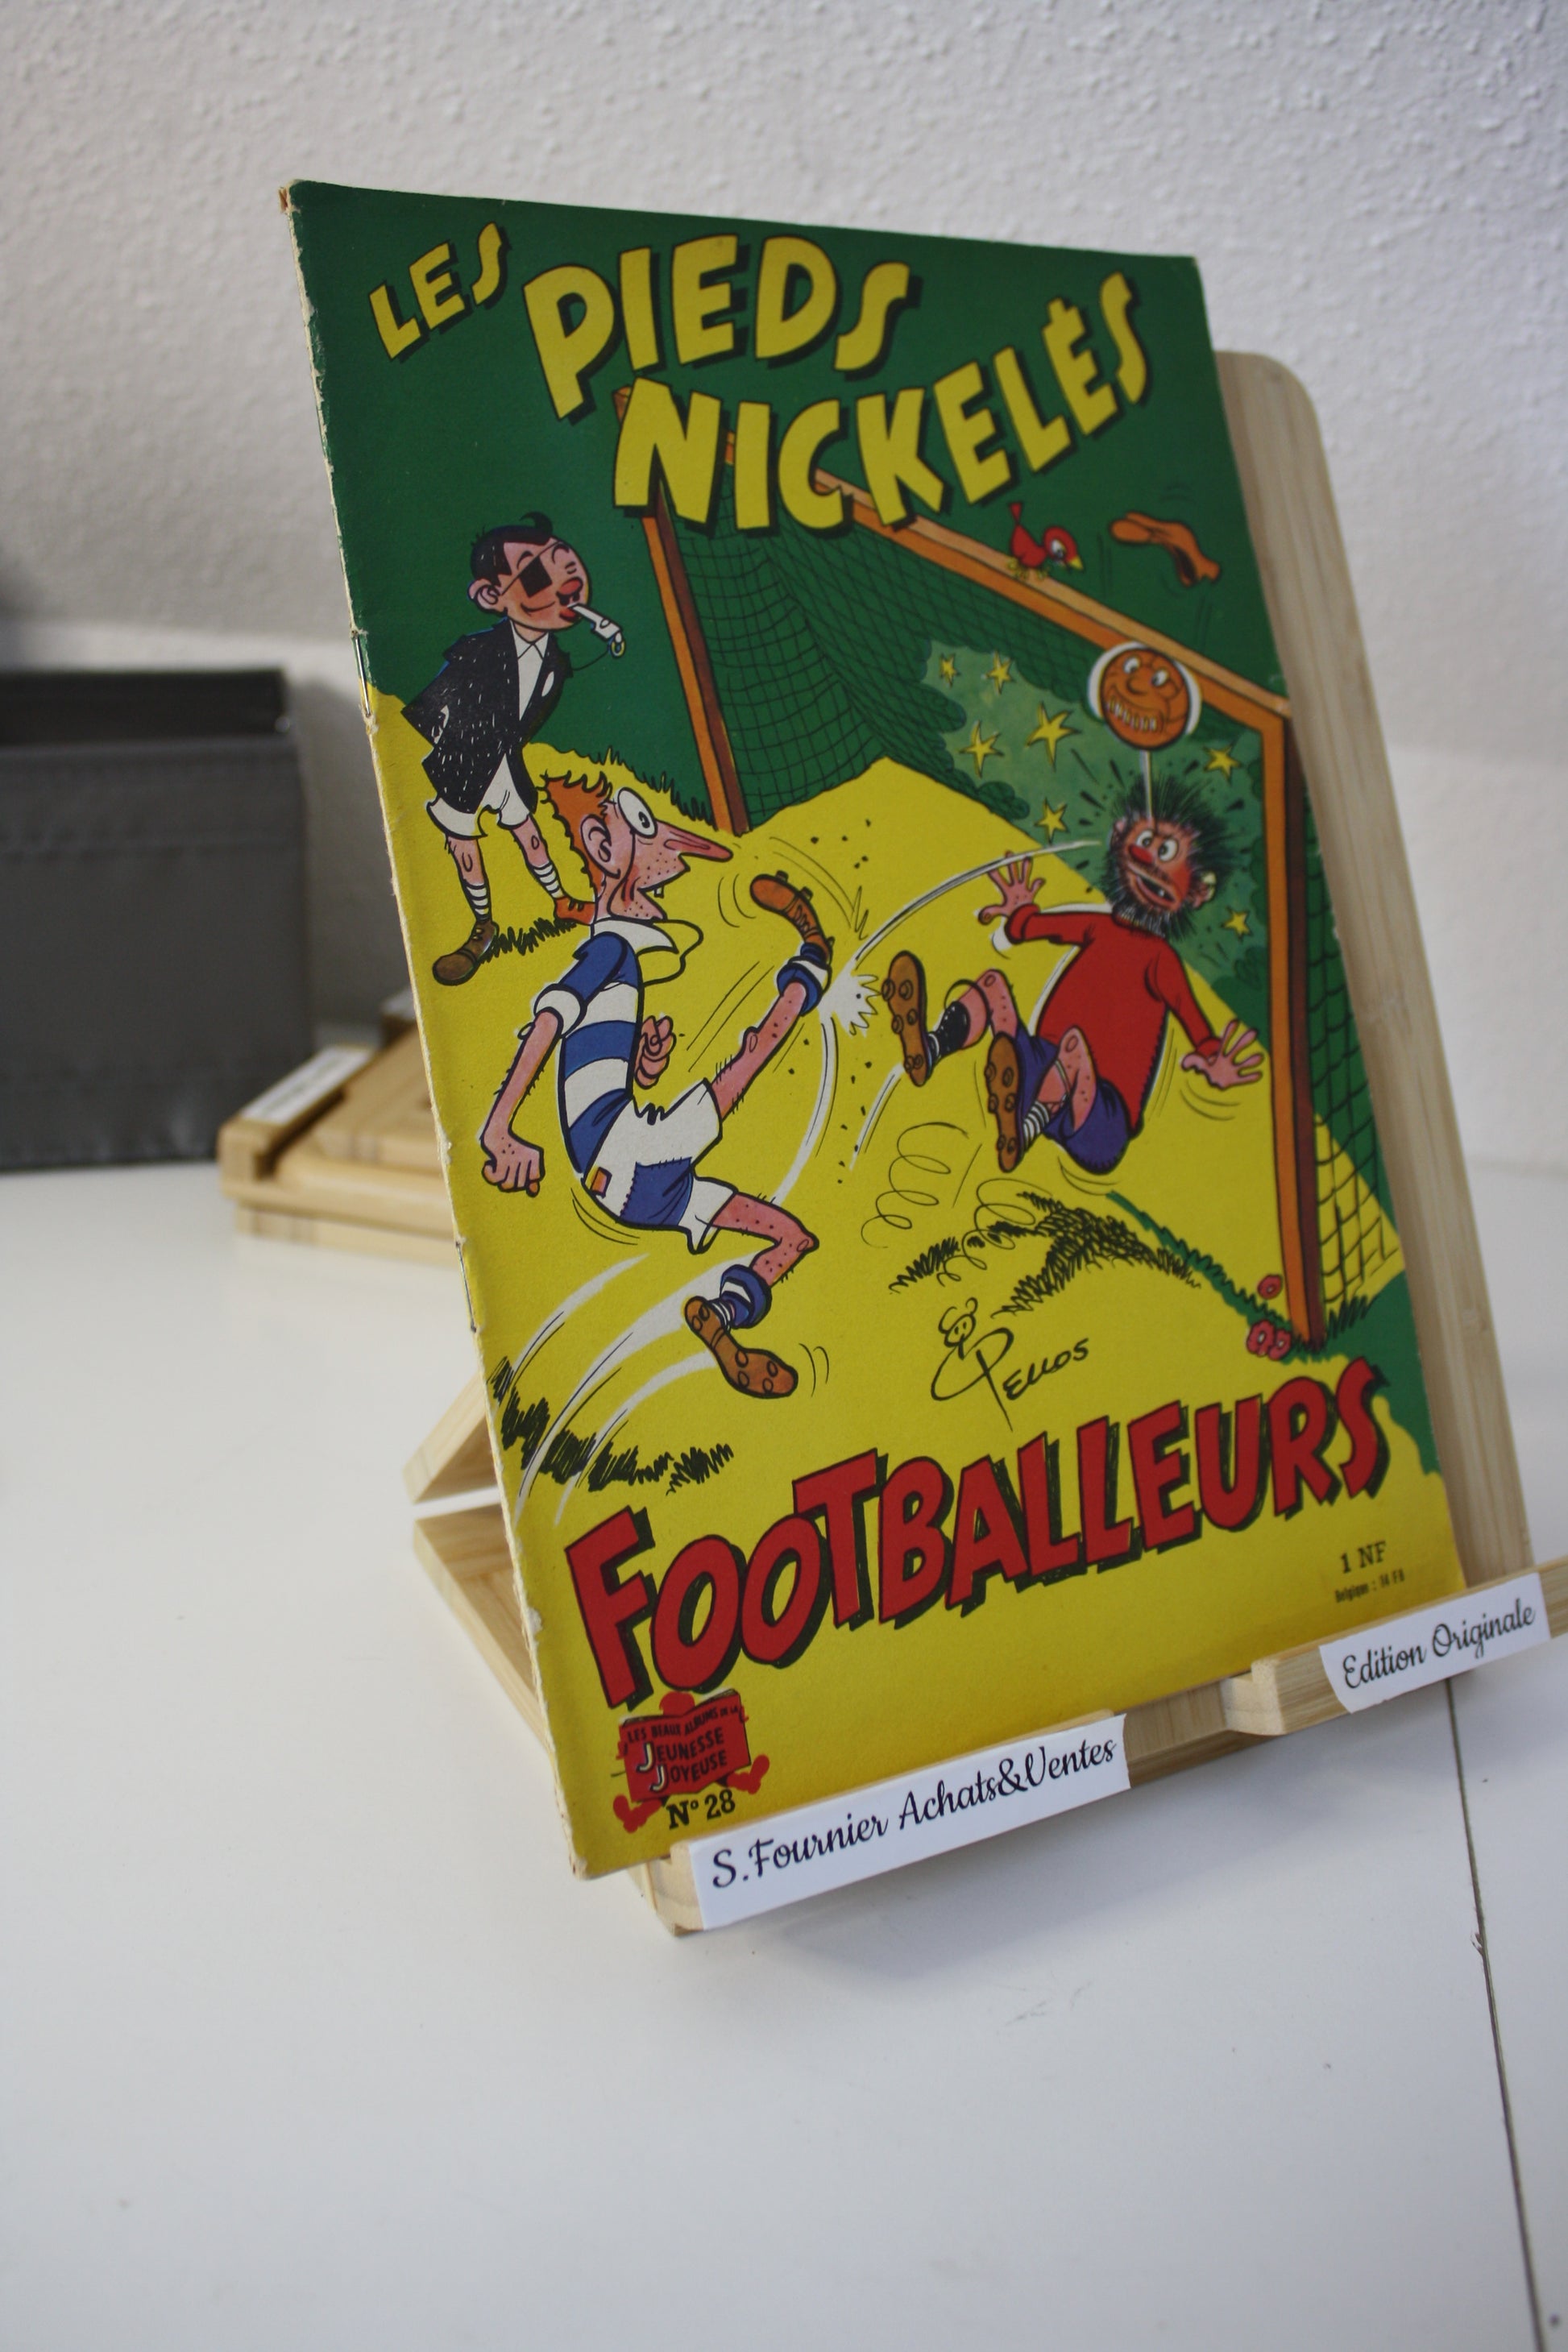 LES
PIEDS
NICKELÉS
PELLOS
FOOTBALLEURS
1 NF
Belgique :
LES BEAUX ALBUMS DE LA
JEUNESSE
JOYEUSE
N° 28
S.Fournier Achats&Ventes
Edition Originale